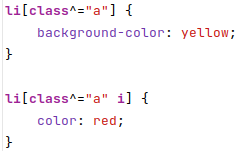 li[class^="a"] {
    background-color: yellow;
}

li[class^="a" i] {
    color: red;
}